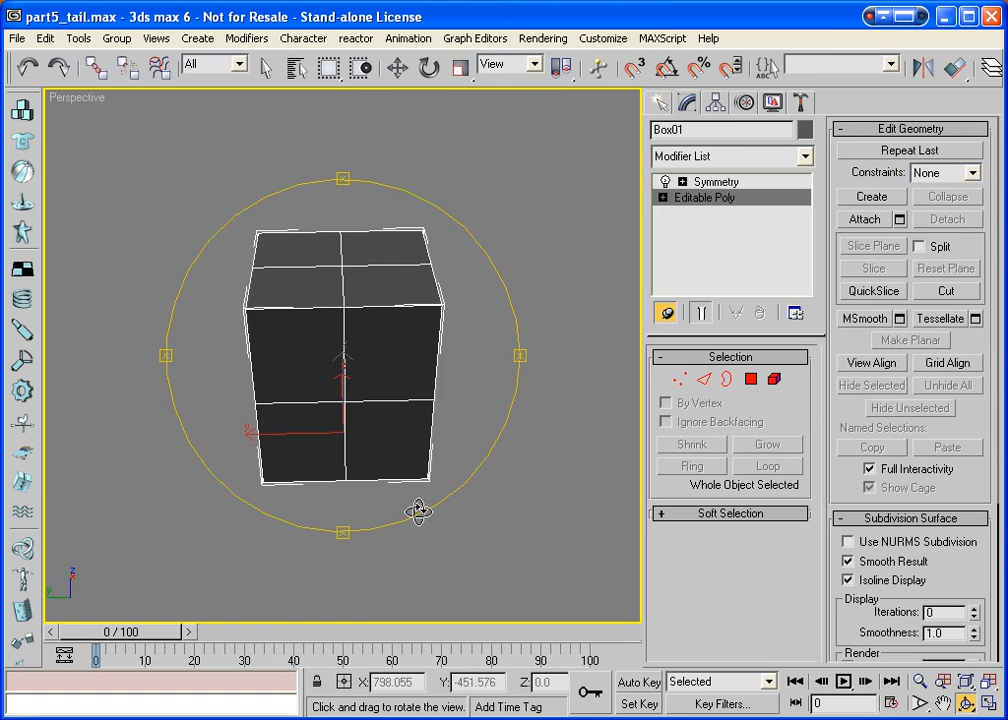 part5_tail.max - 3ds max 6 - Not for Resale - Stand-alone License
File Edit Tools Group Views Create Modifiers Character reactor Animation Graph Editors Rendering Customize MAXScript Help
All View
Perspective
Box01
Modifier List
Symmetry
Editable Poly
Selection
By Vertex
Ignore Backfacing
Shrink Grow
Ring Loop
Whole Object Selected
Soft Selection
Edit Geometry
Repeat Last
Constraints: None
Create Collapse
Attach Detach
Slice Plane Split
Slice Reset Plane
QuickSlice Cut
MSmooth Tessellate
Make Planar
View Align Grid Align
Hide Selected Unhide All
Hide Unselected
Named Selections:
Copy Paste
Full Interactivity
Show Cage
Subdivision Surface
Use NURMS Subdivision
Smooth Result
Isoline Display
Display
Iterations: 0
Smoothness: 1.0
Render
0 / 100
0 10 20 30 40 50 60 70 80 90 100
X: 798.055 Y: -451.576 Z: 0.0
Auto Key Selected
Click and drag to rotate the view. Add Time Tag
Set Key Key Filters... 0